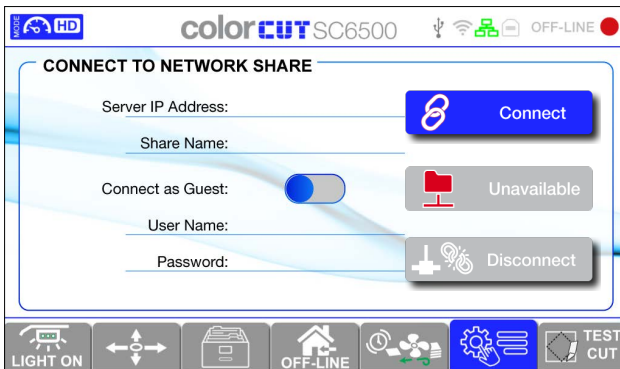 MODE
HD
colorcut SC6500
OFF-LINE
CONNECT TO NETWORK SHARE
Server IP Address:
Connect
Share Name:
Connect as Guest:
Unavailable
User Name:
Password:
Disconnect
LIGHT ON
OFF-LINE
TEST
CUT